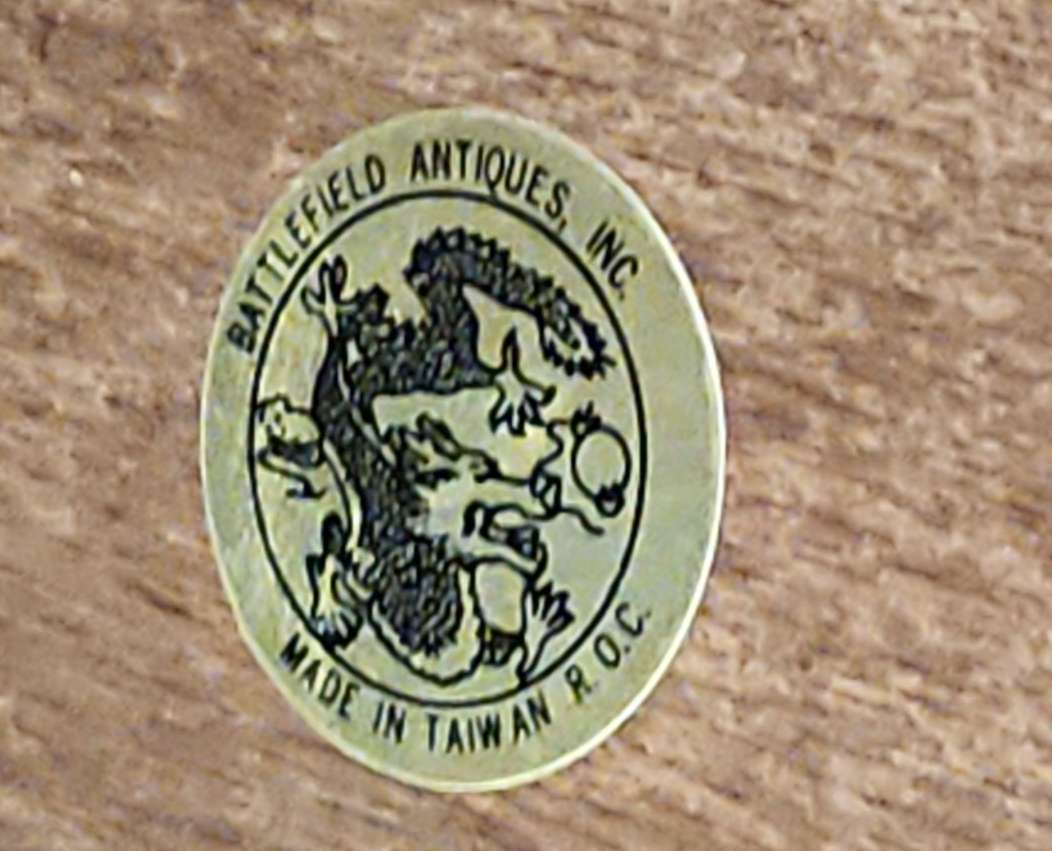 BATTLEFIELD ANTIQUES, INC.
MADE IN TAIWAN R.O.C.